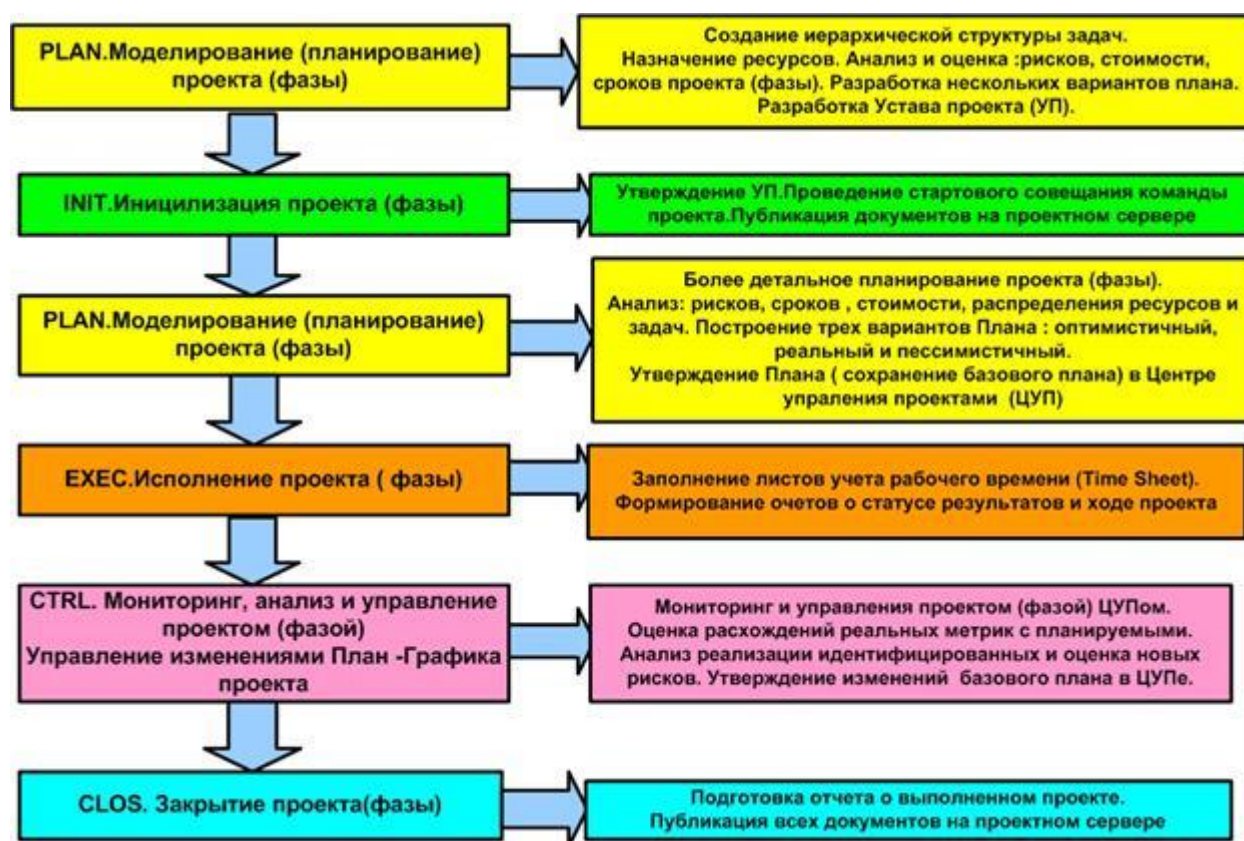 PLAN.Моделирование (планирование)
проекта (фазы)
Создание иерархической структуры задач.
Назначение ресурсов. Анализ и оценка :рисков, стоимости,
сроков проекта (фазы). Разработка нескольких вариантов плана.
Разработка Устава проекта (УП).
INIT.Иницилизация проекта (фазы)
Утверждение УП.Проведение стартового совещания команды
проекта.Публикация документов на проектном сервере
PLAN.Моделирование (планирование)
проекта (фазы)
Более детальное планирование проекта (фазы).
Анализ: рисков, сроков , стоимости, распределения ресурсов и
задач. Построение трех вариантов Плана : оптимистичный,
реальный и пессимистичный.
Утверждение Плана ( сохранение базового плана) в Центре
упраления проектами (ЦУП)
EXEC.Исполнение проекта ( фазы)
Заполнение листов учета рабочего времени (Time Sheet).
Формирование очетов о статусе результатов и ходе проекта
CTRL. Мониторинг, анализ и управление
проектом (фазой)
Управление изменениями План -Графика
проекта
Мониторинг и управления проектом (фазой) ЦУПом.
Оценка расхождений реальных метрик с планируемыми.
Анализ реализации идентифицированных и оценка новых
рисков. Утверждение изменений базового плана в ЦУПе.
CLOS. Закрытие проекта(фазы)
Подготовка отчета о выполненном проекте.
Публикация всех документов на проектном сервере